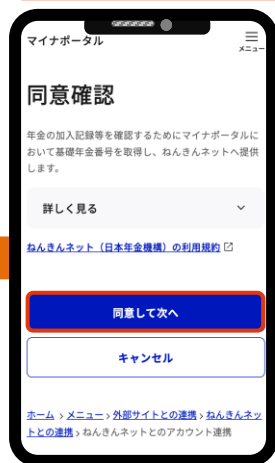 マイナポータル
メニュー
同意確認
年金の加入記録等を確認するためにマイナポータルに
おいて基礎年金番号を取得し、ねんきんネットへ提供
します。
詳しく見る
ねんきんネット（日本年金機構）の利用規約
同意して次へ
キャンセル
ホーム › メニュー › 外部サイトとの連携 › ねんきんネッ
トとの連携 › ねんきんネットとのアカウント連携